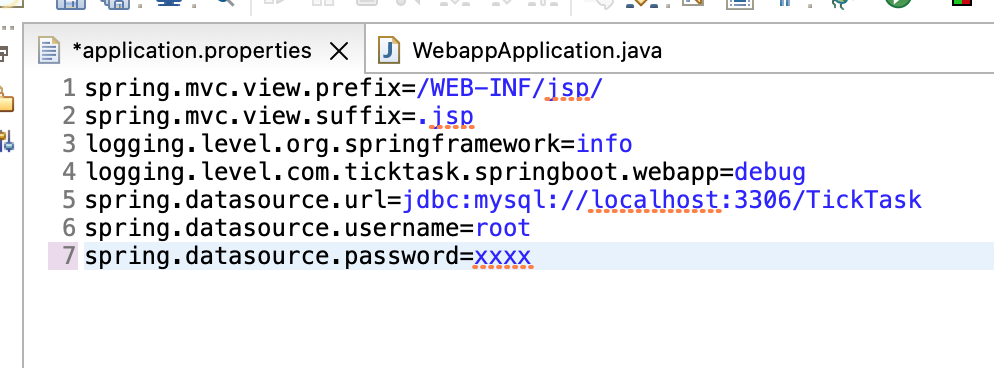 *application.properties
WebappApplication.java
1 spring.mvc.view.prefix=/WEB-INF/jsp/
2 spring.mvc.view.suffix=.jsp
3 logging.level.org.springframework=info
4 logging.level.com.ticktask.springboot.webapp=debug
5 spring.datasource.url=jdbc:mysql://localhost:3306/TickTask
6 spring.datasource.username=root
7 spring.datasource.password=xxxx